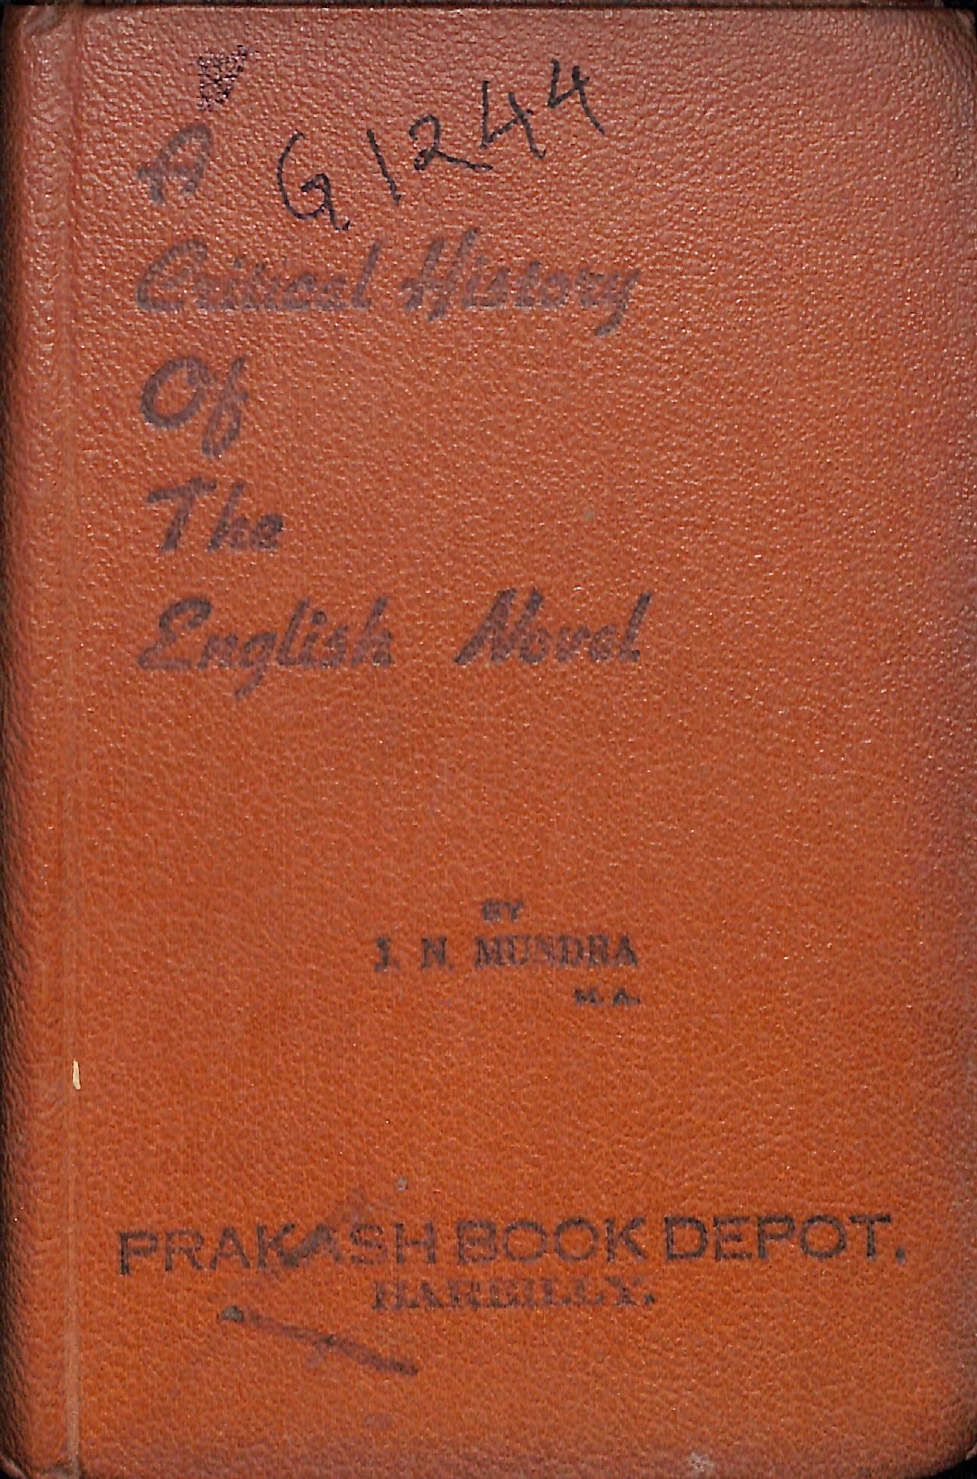 G1244
A
Critical History
Of
The
English Novel
BY
J. N. MUNDRA
M. A.
PRAKASH BOOK DEPOT.
BAREILLY.